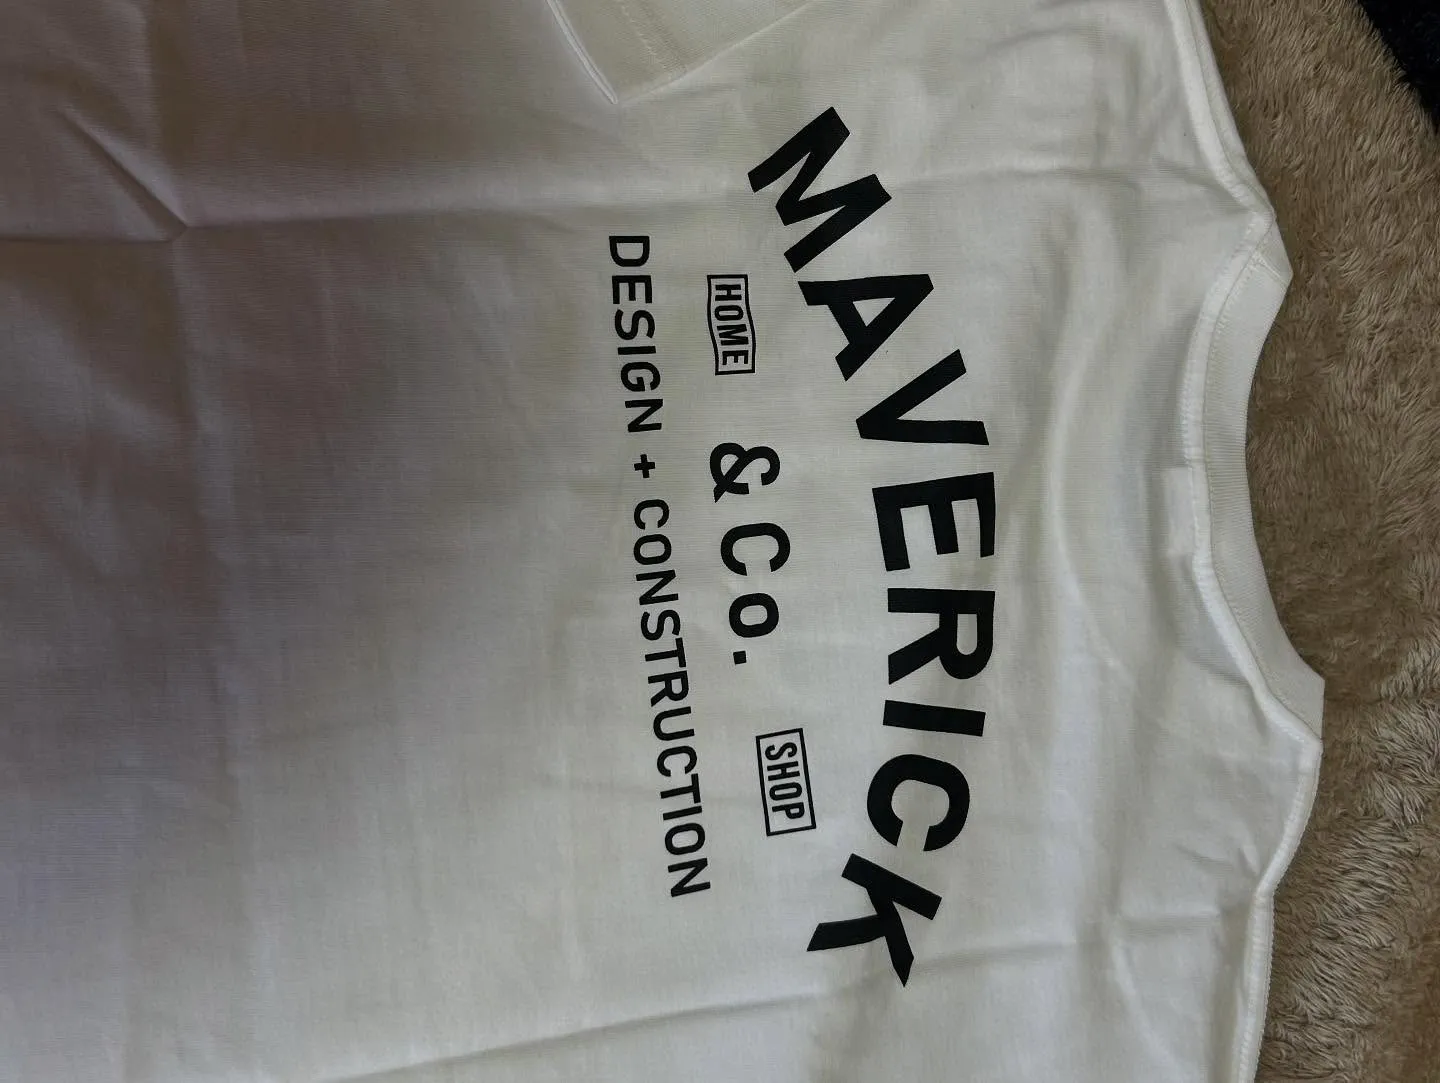 MAVERICK
HOME & Co. SHOP
DESIGN + CONSTRUCTION